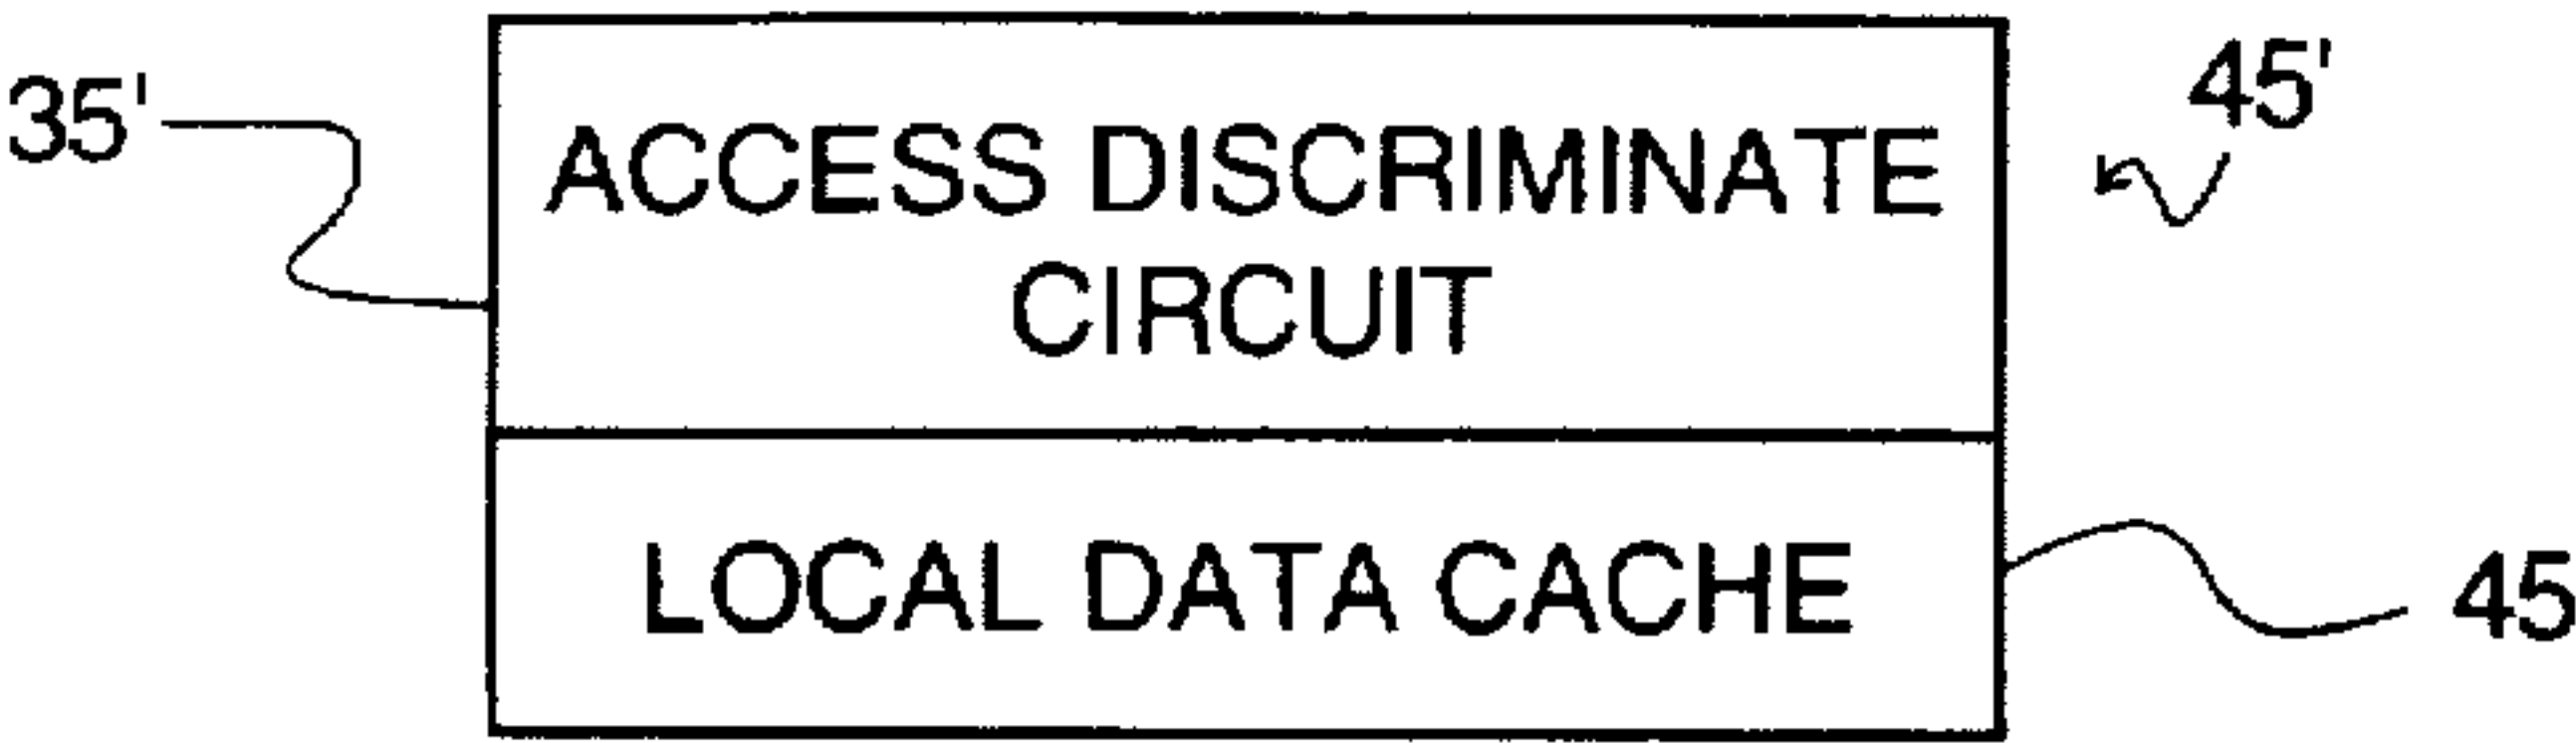 35'
ACCESS DISCRIMINATE
CIRCUIT
45'
LOCAL DATA CACHE
45